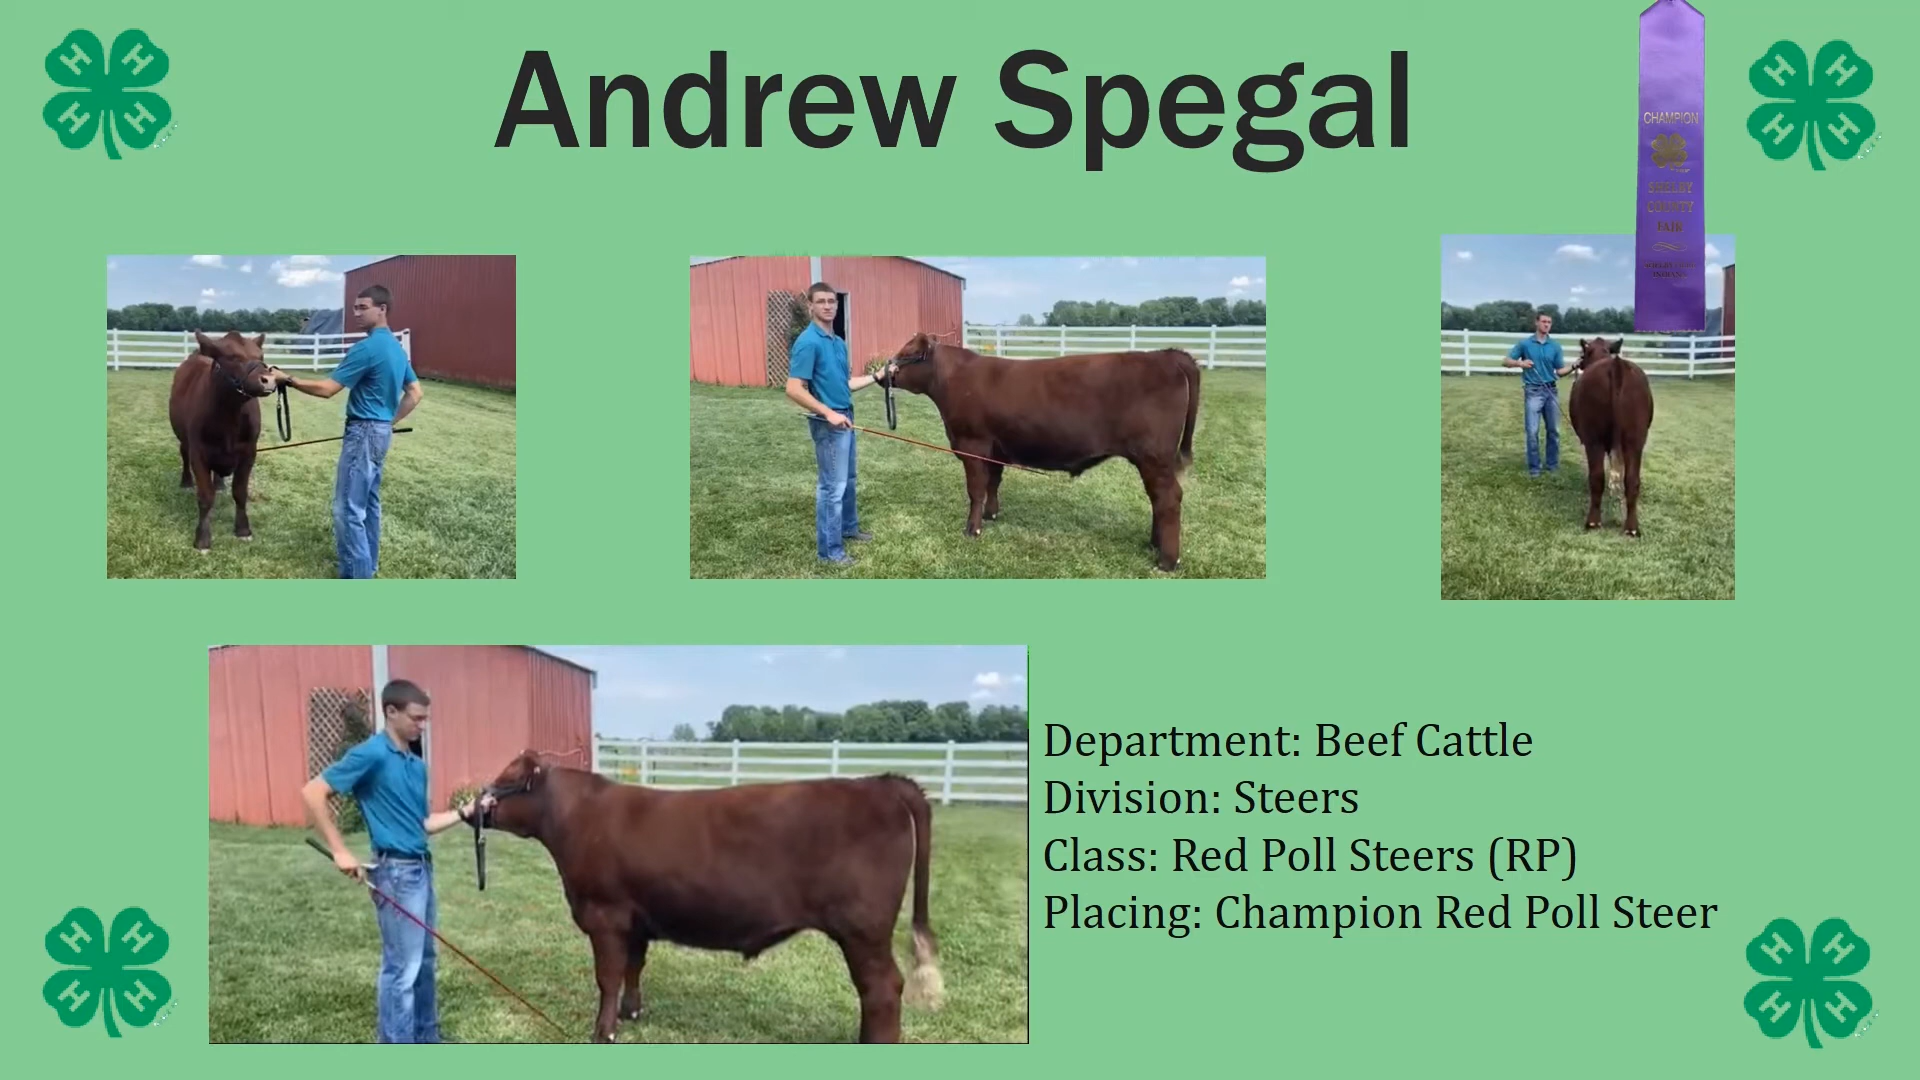 Andrew Spegal
H H
H H
CHAMPION
SHELBY
COUNTY
FAIR
H H
H H
Department: Beef Cattle
Division: Steers
Class: Red Poll Steers (RP)
Placing: Champion Red Poll Steer
H H
H H
H H
H H